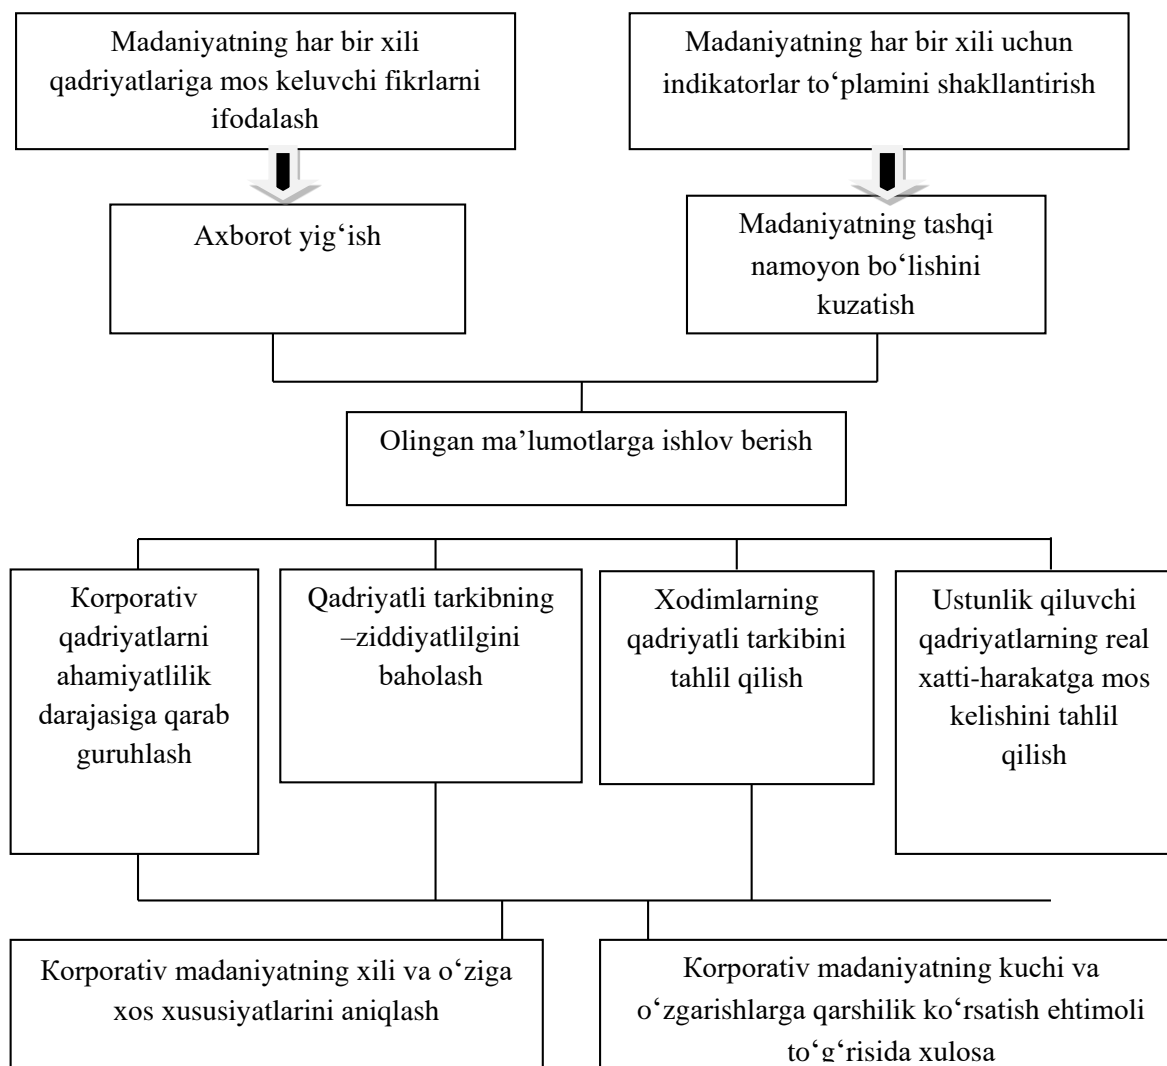 Madaniyatning har bir xili
qadriyatlariga mos keluvchi fikrlarni
ifodalash
Madaniyatning har bir xili uchun
indikatorlar to‘plamini shakllantirish
Axborot yig‘ish
Madaniyatning tashqi
namoyon bo‘lishini
kuzatish
Olingan ma’lumotlarga ishlov berish
Korporativ
qadriyatlarni
ahamiyatlilik
darajasiga qarab
guruhlash
Qadriyatli tarkibning
–ziddiyatlilgini
baholash
Xodimlarning
qadriyatli tarkibini
tahlil qilish
Ustunlik qiluvchi
qadriyatlarning real
xatti-harakatga mos
kelishini tahlil
qilish
Korporativ madaniyatning xili va o‘ziga
xos xususiyatlarini aniqlash
Korporativ madaniyatning kuchi va
o‘zgarishlarga qarshilik ko‘rsatish ehtimoli
to‘g‘risida xulosa